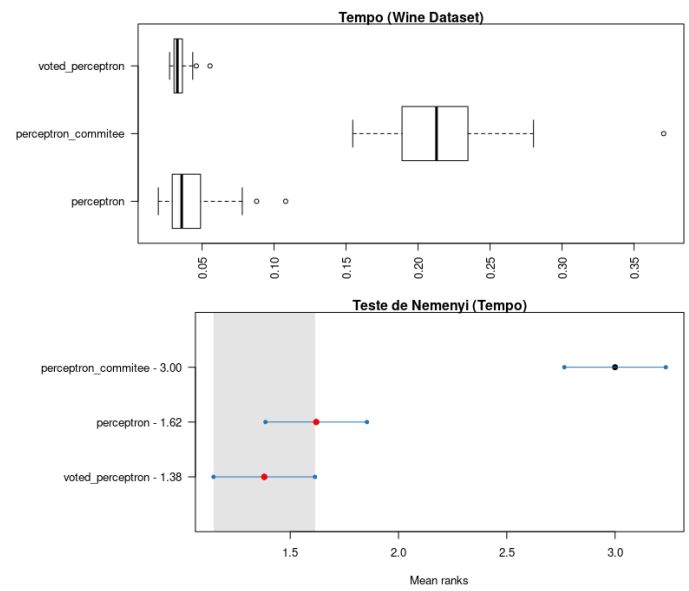 Tempo (Wine Dataset)
voted_perceptron
perceptron_commitee
perceptron
0.05 0.10 0.15 0.20 0.25 0.30 0.35
Teste de Nemenyi (Tempo)
perceptron_commitee - 3.00
perceptron - 1.62
voted_perceptron - 1.38
1.5 2.0 2.5 3.0
Mean ranks